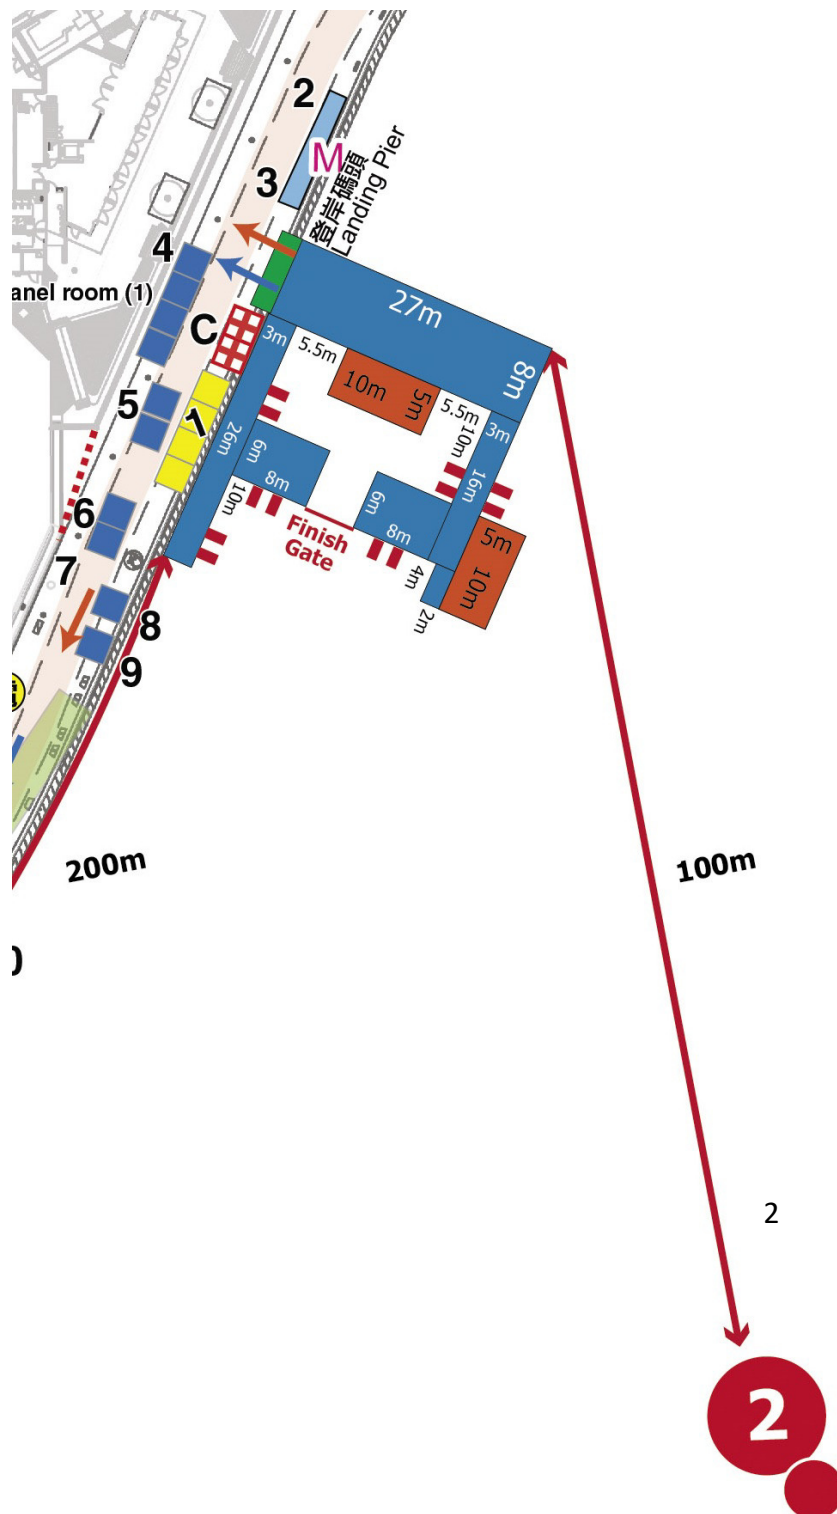 2
M
3
登岸碼頭
Landing Pier
4
anel room (1)
27m
C
3m
5.5m
8m
10m
5m
5.5m
5
1
10m
3m
26m
6m
8m
16m
10m
6m
6
Finish
Gate
8m
5m
7
4m
10m
8
2m
9
200m
100m
2
2